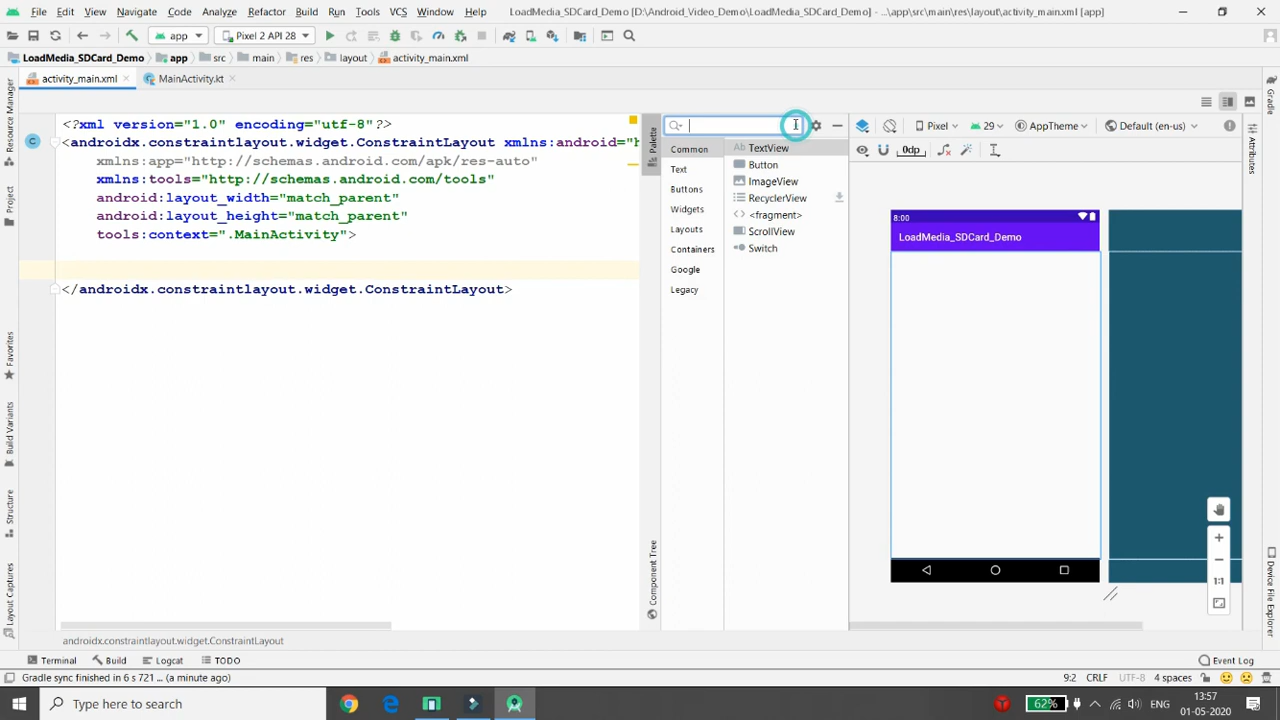 File Edit View Navigate Code Analyze Refactor Build Run Tools VCS Window Help LoadMedia_SDCard_Demo [D:\Android_Video_Demo\LoadMedia_SDCard_Demo] - ...\app\src\main\res\layout\activity_main.xml [app]
app Pixel 2 API 28
LoadMedia_SDCard_Demo app src main res layout activity_main.xml
activity_main.xml MainActivity.kt
Resource Manager
Project
Favorites
Build Variants
Structure
Layout Captures
<?xml version="1.0" encoding="utf-8"?>
<androidx.constraintlayout.widget.ConstraintLayout xmlns:android="h
xmlns:app="http://schemas.android.com/apk/res-auto"
xmlns:tools="http://schemas.android.com/tools"
android:layout_width="match_parent"
android:layout_height="match_parent"
tools:context=".MainActivity">
</androidx.constraintlayout.widget.ConstraintLayout>
androidx.constraintlayout.widget.ConstraintLayout
Palette
Component Tree
Common
Text
Buttons
Widgets
Layouts
Containers
Google
Legacy
Ab TextView
Button
ImageView
RecyclerView
<> <fragment>
ScrollView
Switch
Pixel 29 AppTheme Default (en-us)
0dp
8:00
LoadMedia_SDCard_Demo
1:1
Gradle
Attributes
Device File Explorer
Terminal Build Logcat TODO Event Log
Gradle sync finished in 6 s 721 ... (a minute ago) 9:2 CRLF UTF-8 4 spaces
Type here to search 62% ENG 13:57
01-05-2020